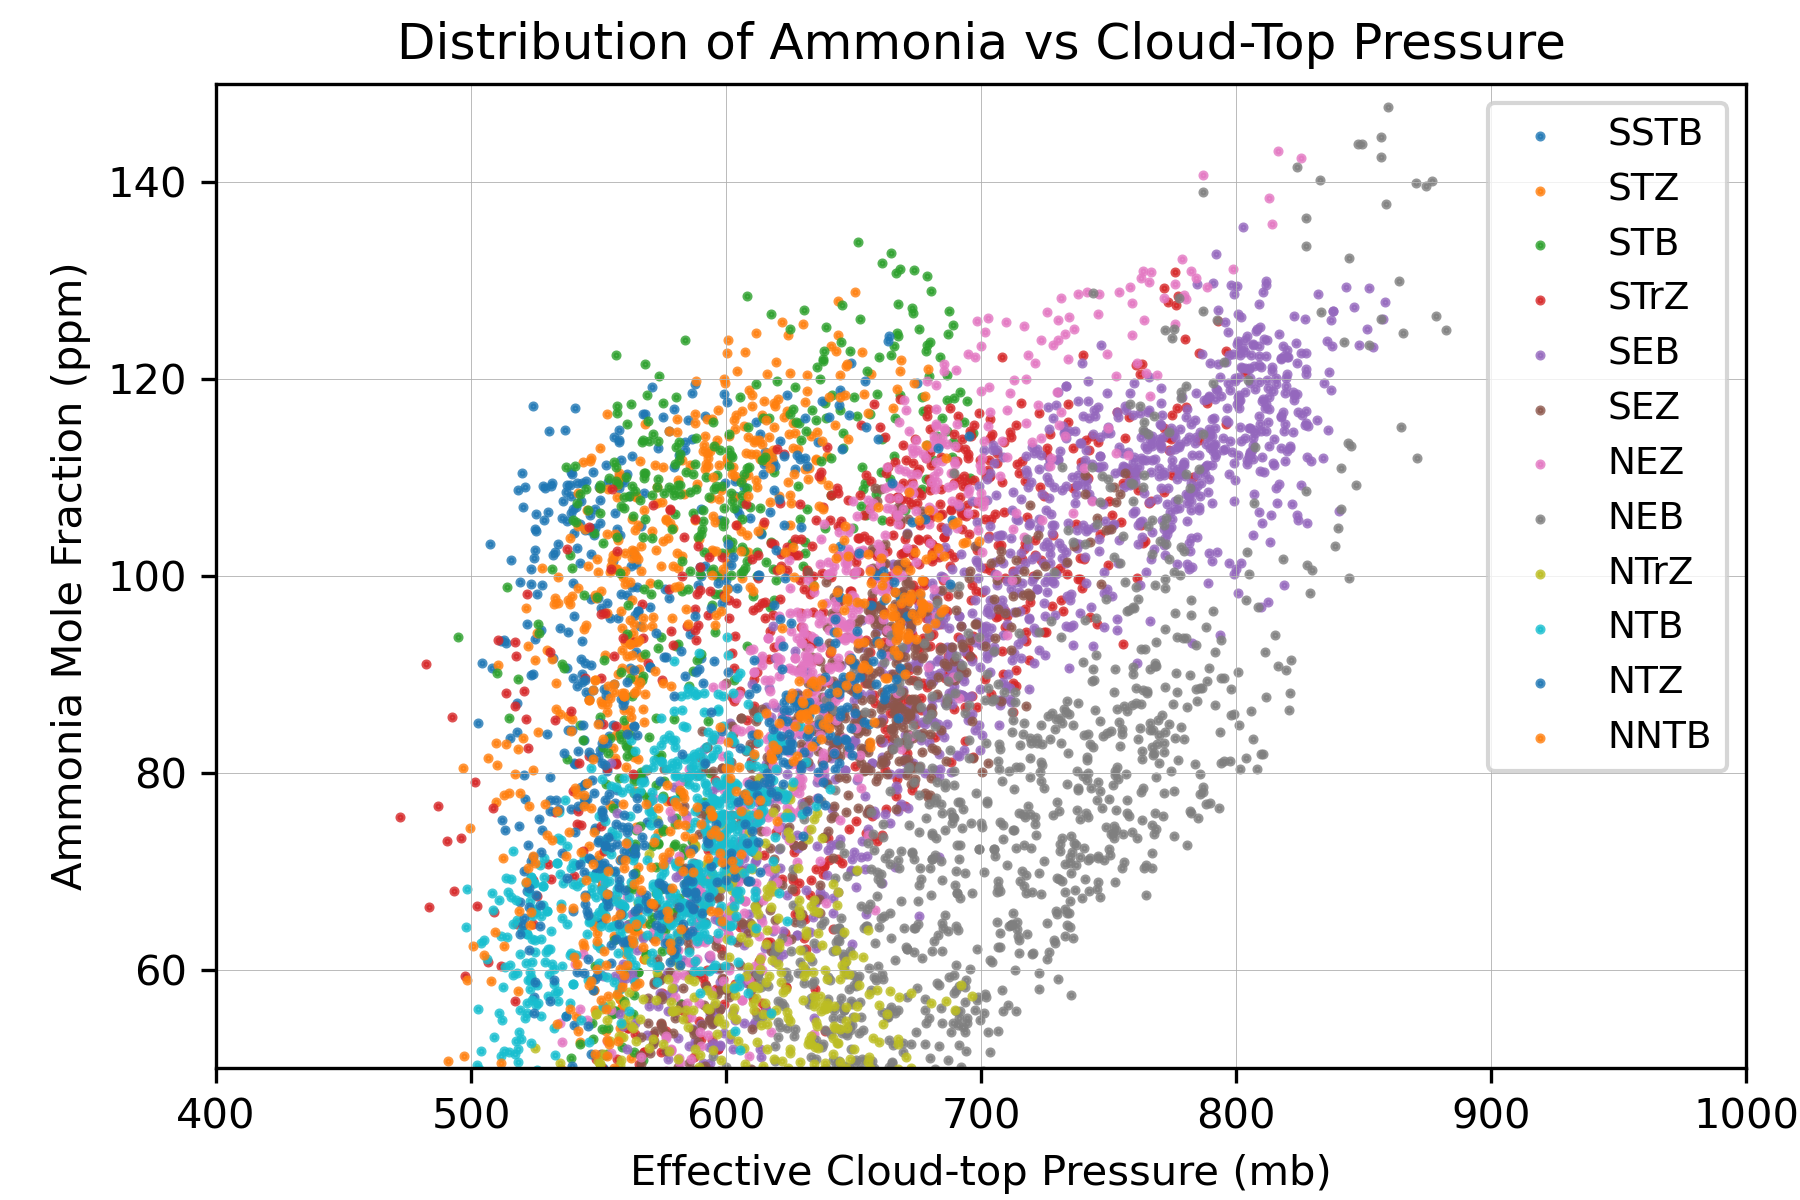 Distribution of Ammonia vs Cloud-Top Pressure
Ammonia Mole Fraction (ppm)
140
120
100
80
60
400 500 600 700 800 900 1000
Effective Cloud-top Pressure (mb)
SSTB
STZ
STB
STrZ
SEB
SEZ
NEZ
NEB
NTrZ
NTB
NTZ
NNTB